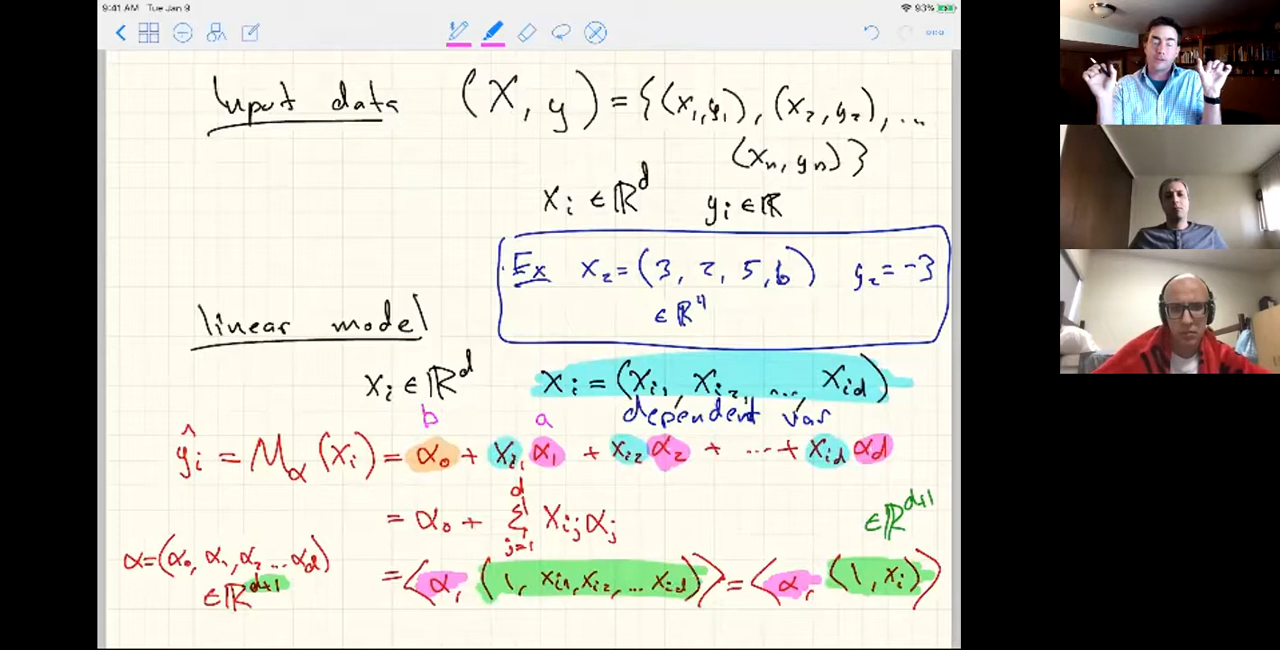 9:41 AM Tue Jan 9 93%
Input data (X, y) = {(x₁,y₁), (x₂,y₂), ...
(xₙ, yₙ)}
xᵢ ∈ ℝᵈ yᵢ ∈ ℝ
Ex x₂ = (3, 2, 5, 6) y₂ = -3
∈ ℝ⁴
linear model
xᵢ ∈ ℝᵈ xᵢ = (xᵢ₁, xᵢ₂, ..., xᵢd)
dependent var
b a
ŷᵢ = M_α(xᵢ) = α₀ + xᵢ₁ α₁ + xᵢ₂ α₂ + ... + xᵢd αd
= α₀ + Σ_{j=1}^{d} xᵢⱼ αⱼ
∈ ℝᵈ⁺¹
α = (α₀, α₁, α₂ ... αd)
∈ ℝᵈ⁺¹
= ⟨α, (1, xᵢ₁, xᵢ₂, ... xᵢd)⟩ = ⟨α, (1, xᵢ)⟩